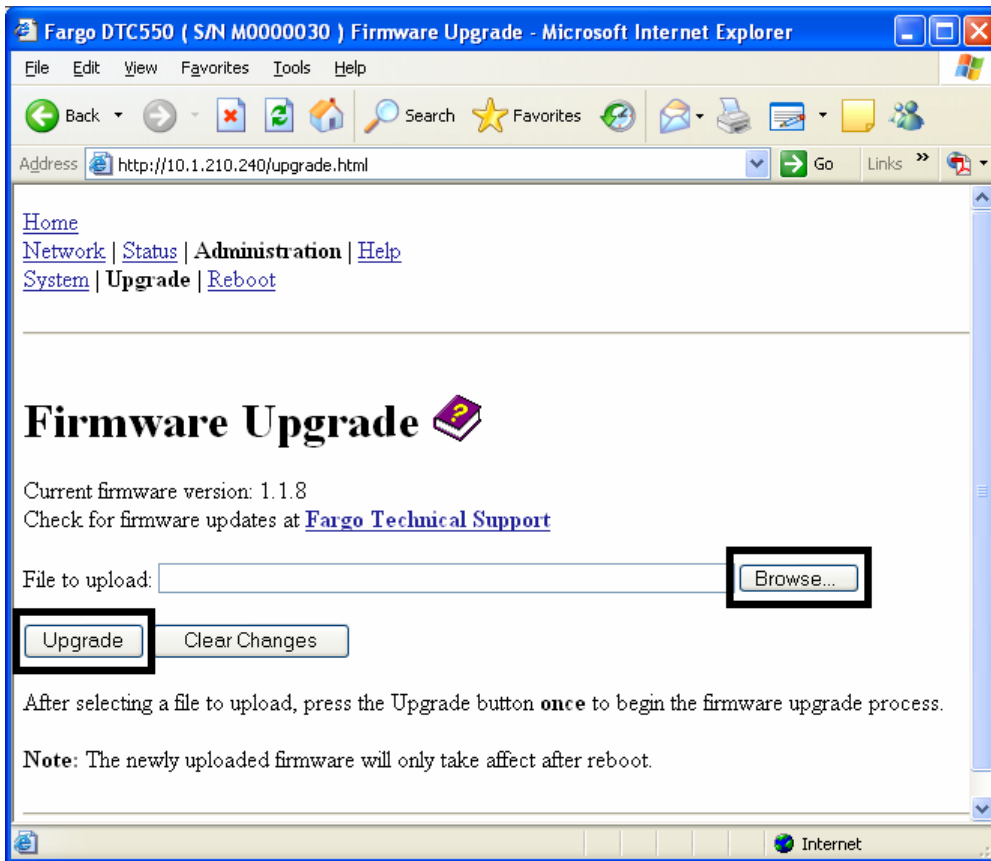 Fargo DTC550 ( S/N M0000030 ) Firmware Upgrade - Microsoft Internet Explorer
File Edit View Favorites Tools Help
Back Search Favorites
Address http://10.1.210.240/upgrade.html Go Links »
Home
Network | Status | Administration | Help
System | Upgrade | Reboot
Firmware Upgrade
Current firmware version: 1.1.8
Check for firmware updates at Fargo Technical Support
File to upload: Browse...
Upgrade Clear Changes
After selecting a file to upload, press the Upgrade button once to begin the firmware upgrade process.
Note: The newly uploaded firmware will only take affect after reboot.
Internet